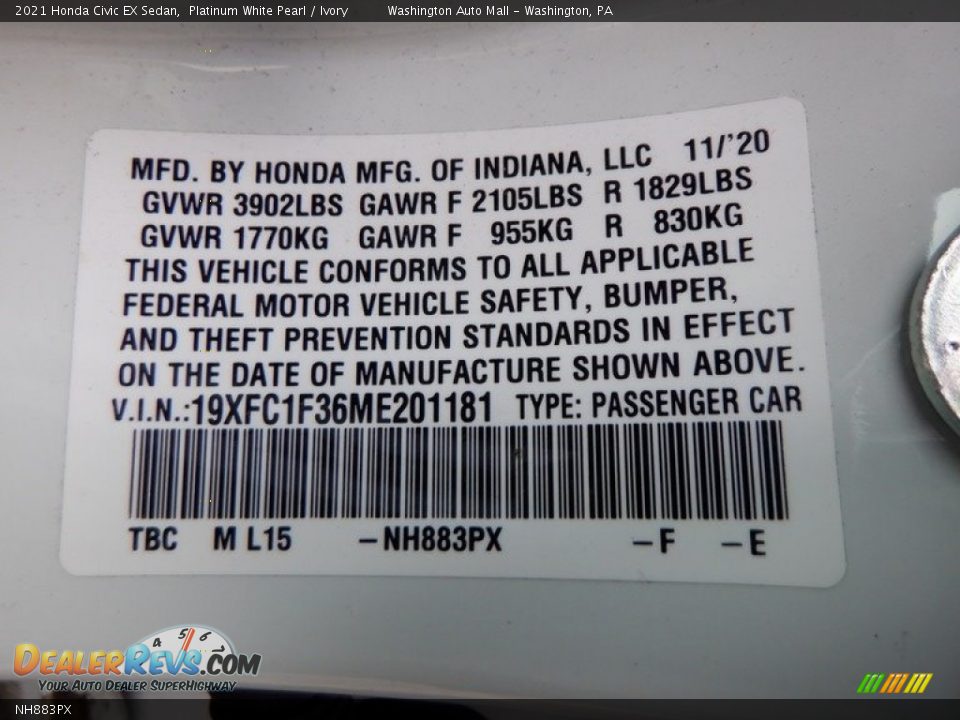 2021 Honda Civic EX Sedan, Platinum White Pearl / Ivory Washington Auto Mall - Washington, PA
MFD. BY HONDA MFG. OF INDIANA, LLC 11/'20
GVWR 3902LBS GAWR F 2105LBS R 1829LBS
GVWR 1770KG GAWR F 955KG R 830KG
THIS VEHICLE CONFORMS TO ALL APPLICABLE
FEDERAL MOTOR VEHICLE SAFETY, BUMPER,
AND THEFT PREVENTION STANDARDS IN EFFECT
ON THE DATE OF MANUFACTURE SHOWN ABOVE.
V.I.N.:19XFC1F36ME201181 TYPE: PASSENGER CAR
TBC M L15 -NH883PX -F -E
4 5 6
DEALERREVS.COM
YOUR AUTO DEALER SUPERHIGHWAY
NH883PX